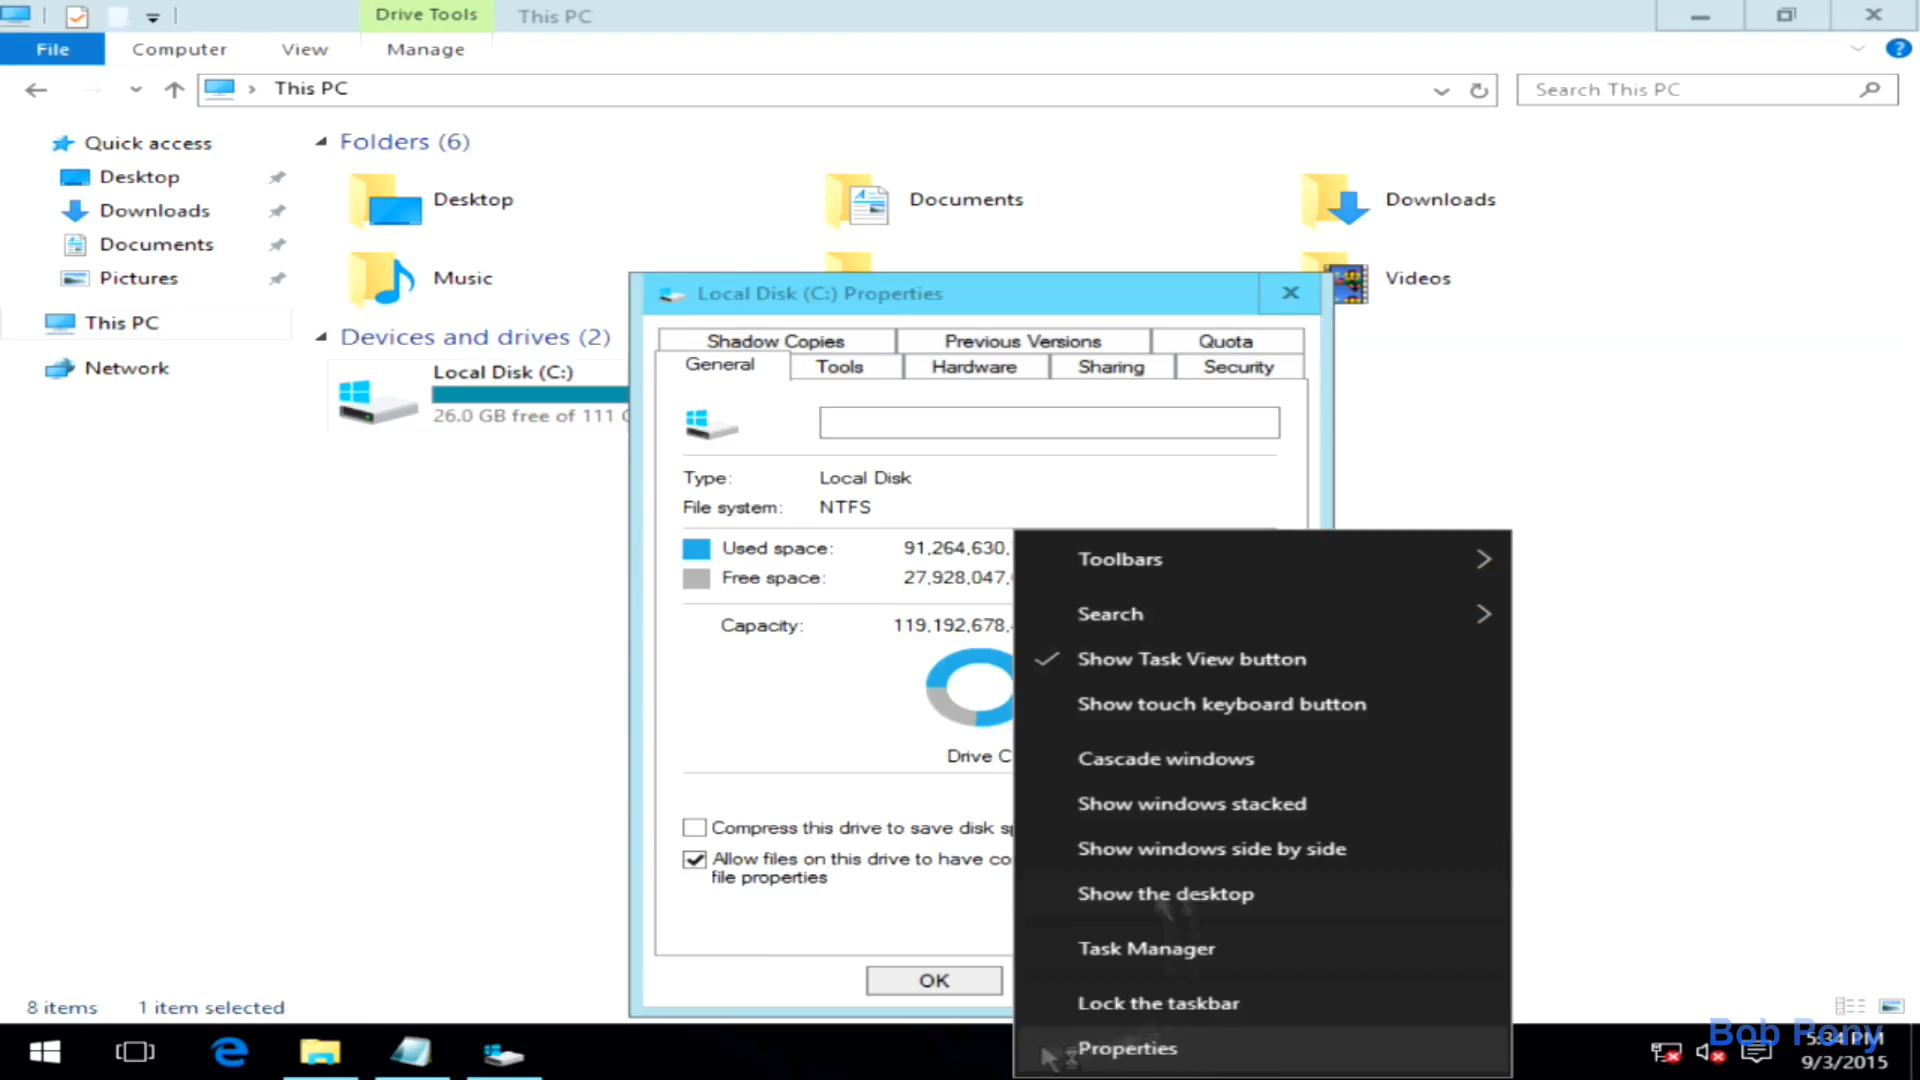 Drive Tools
This PC
File
Computer
View
Manage
This PC
Search This PC
Quick access
Desktop
Downloads
Documents
Pictures
This PC
Network
Folders (6)
Desktop
Documents
Downloads
Music
Videos
Devices and drives (2)
Local Disk (C:)
26.0 GB free of 111
Local Disk (C:) Properties
Shadow Copies
Previous Versions
Quota
General
Tools
Hardware
Sharing
Security
Type:
Local Disk
File system:
NTFS
Used space:
91,264,630,
Free space:
27,928,047,
Capacity:
119,192,678,
Drive C
Compress this drive to save disk
Allow files on this drive to have
file properties
OK
Toolbars
Search
Show Task View button
Show touch keyboard button
Cascade windows
Show windows stacked
Show windows side by side
Show the desktop
Task Manager
Lock the taskbar
Properties
8 items
1 item selected
Bob Pony
5:34 PM
9/3/2015